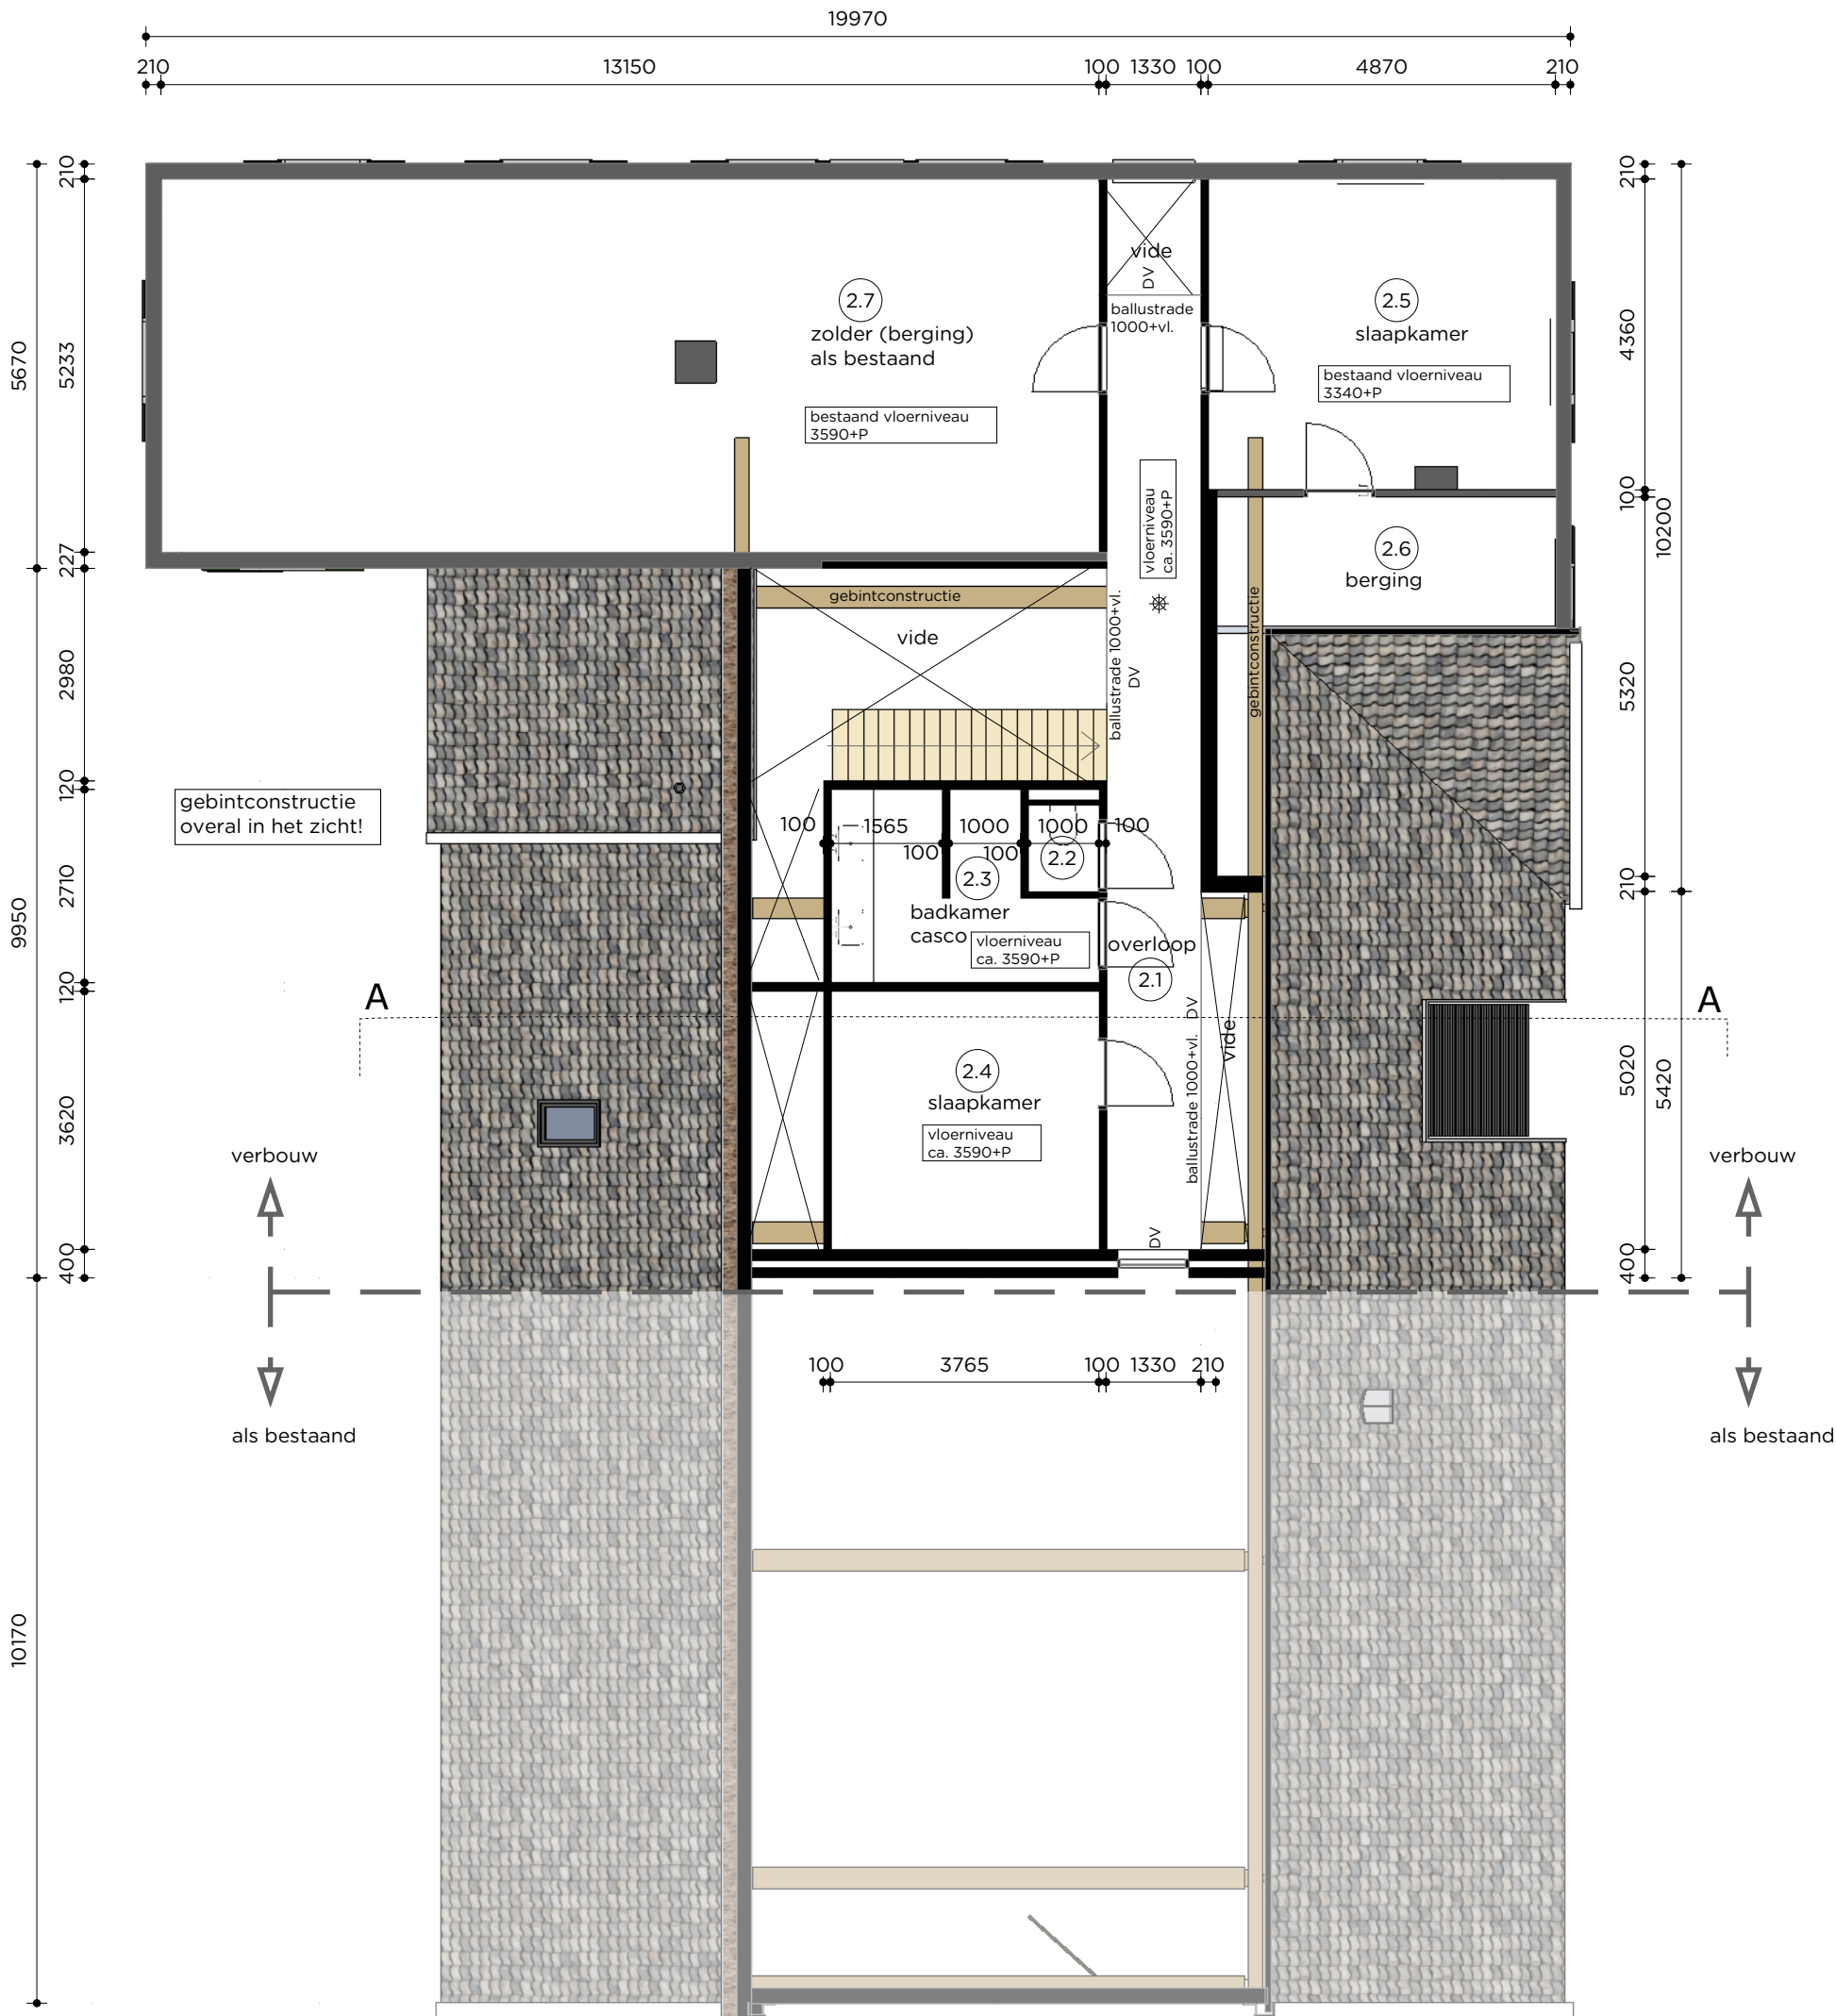 19970
210 13150 100 1330 100 4870 210
210
5233
227
5670
2980
120
2710
120
3620
400
9950
10170
210
4360
100
10200
5320
210
5020
5420
400
vide
DV
ballustrade
1000+vl.
2.7
zolder (berging)
als bestaand
bestaand vloerniveau
3590+P
2.5
slaapkamer
bestaand vloerniveau
3340+P
vloerniveau
ca. 3590+P
2.6
berging
gebintconstructie
vide
ballustrade 1000+vl.
DV
gebintconstructie
gebintconstructie
overal in het zicht!
100 1565 1000 1000 100
100 100
2.2
2.3
badkamer
casco
vloerniveau
ca. 3590+P
overloop
2.1
A A
DV
ballustrade 1000+vl.
vide
2.4
slaapkamer
vloerniveau
ca. 3590+P
DV
verbouw verbouw
als bestaand als bestaand
100 3765 100 1330 210